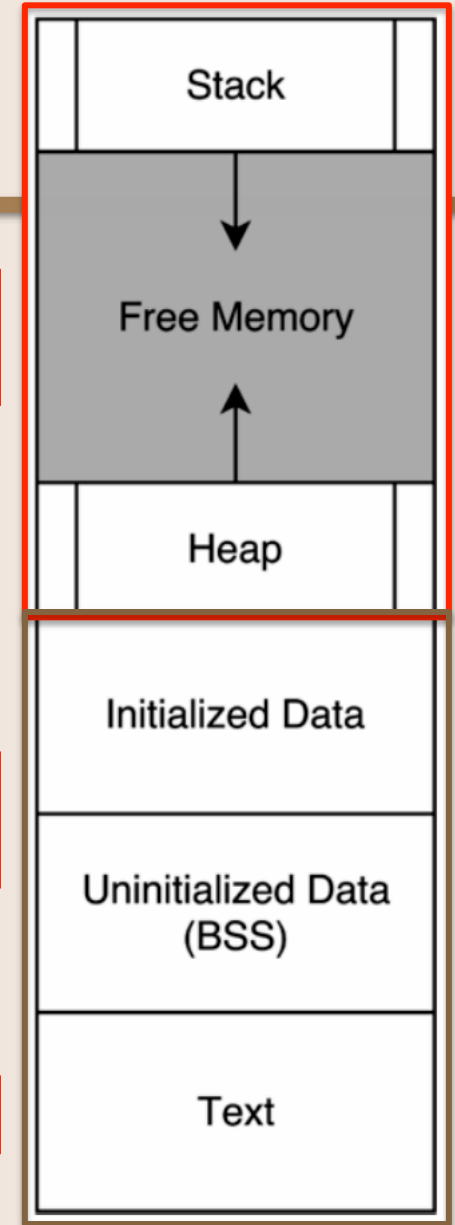 Stack
Free Memory
Heap
Initialized Data
Uninitialized Data
(BSS)
Text